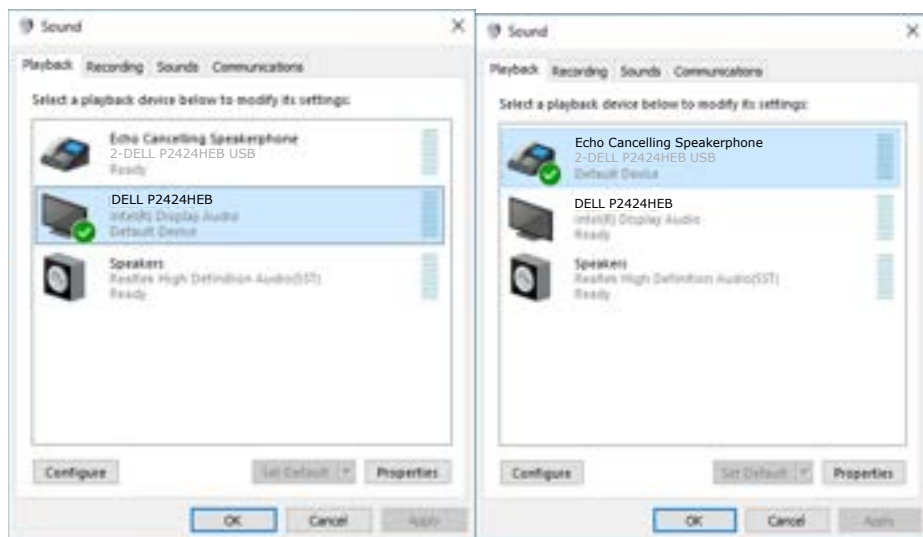 Sound
Playback Recording Sounds Communications
Select a playback device below to modify its settings:
Echo Cancelling Speakerphone
2-DELL P2424HEB USB
Ready
DELL P2424HEB
Intel(R) Display Audio
Default Device
Speakers
Realtek High Definition Audio(SST)
Ready
Configure Set Default Properties
OK Cancel Apply
Sound
Playback Recording Sounds Communications
Select a playback device below to modify its settings:
Echo Cancelling Speakerphone
2-DELL P2424HEB USB
Default Device
DELL P2424HEB
Intel(R) Display Audio
Ready
Speakers
Realtek High Definition Audio(SST)
Ready
Configure Set Default Properties
OK Cancel Apply